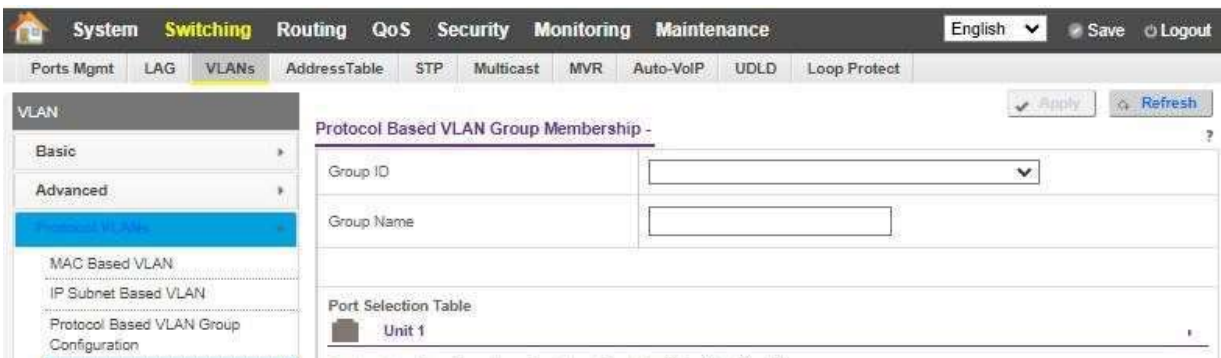 System Switching Routing QoS Security Monitoring Maintenance English Save Logout
Ports Mgmt LAG VLANs AddressTable STP Multicast MVR Auto-VoIP UDLD Loop Protect
VLAN
Apply Refresh
Protocol Based VLAN Group Membership -
?
Basic
Advanced
Protocol VLANs
MAC Based VLAN
IP Subnet Based VLAN
Protocol Based VLAN Group
Configuration
Group ID
Group Name
Port Selection Table
Unit 1